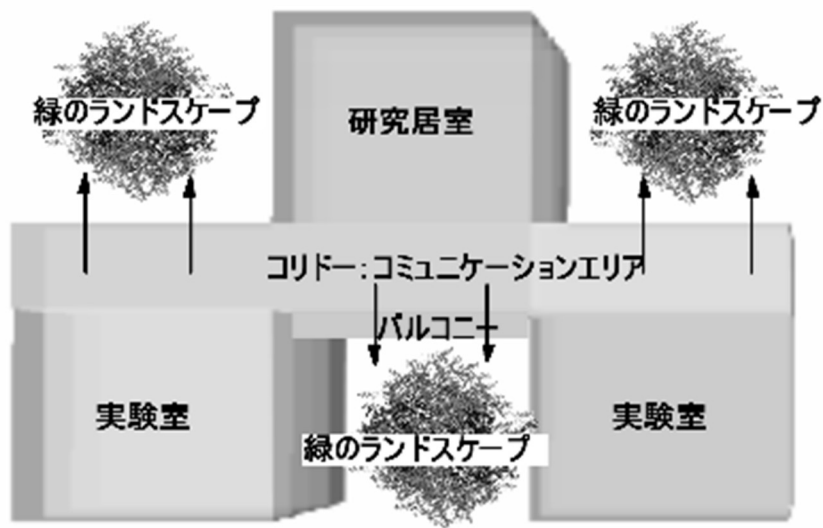 緑のランドスケープ
研究居室
緑のランドスケープ
コリドー：コミュニケーションエリア
バルコニー
実験室
緑のランドスケープ
実験室